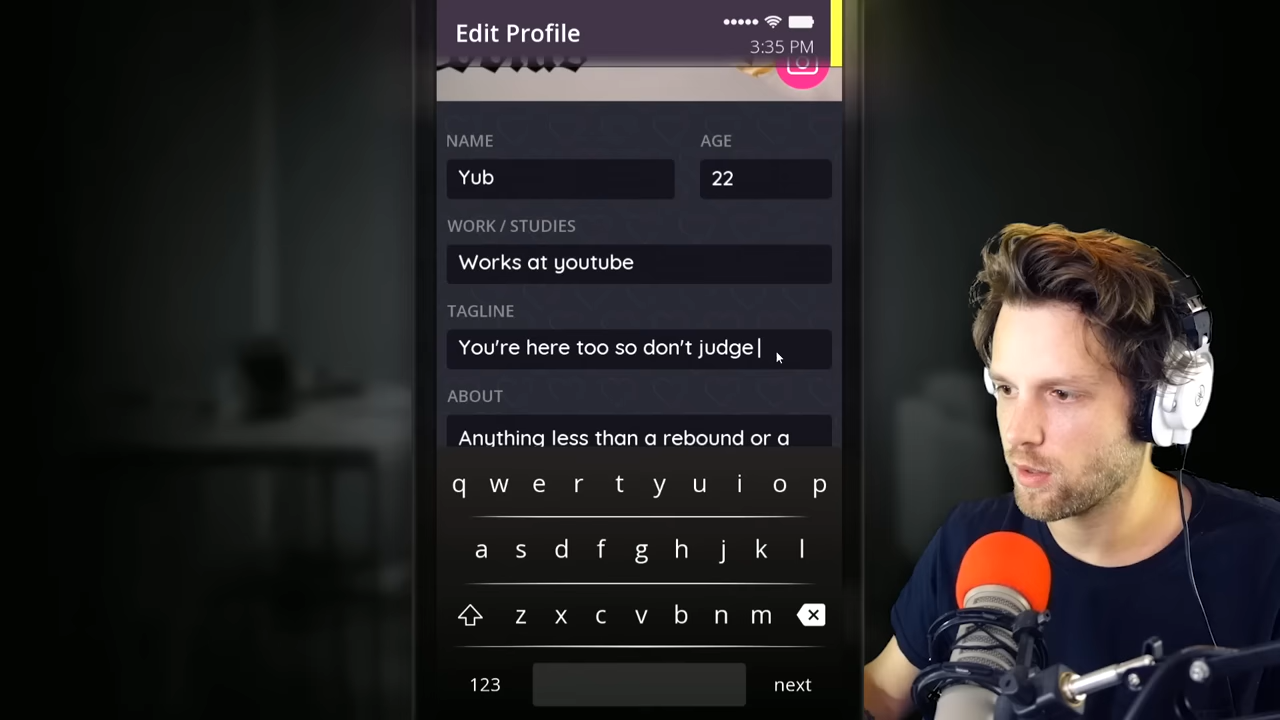 Edit Profile
3:35 PM
NAME
AGE
Yub
22
WORK / STUDIES
Works at youtube
TAGLINE
You're here too so don't judge
ABOUT
Anything less than a rebound or a
q w e r t y u i o p
a s d f g h j k l
z x c v b n m
123
next